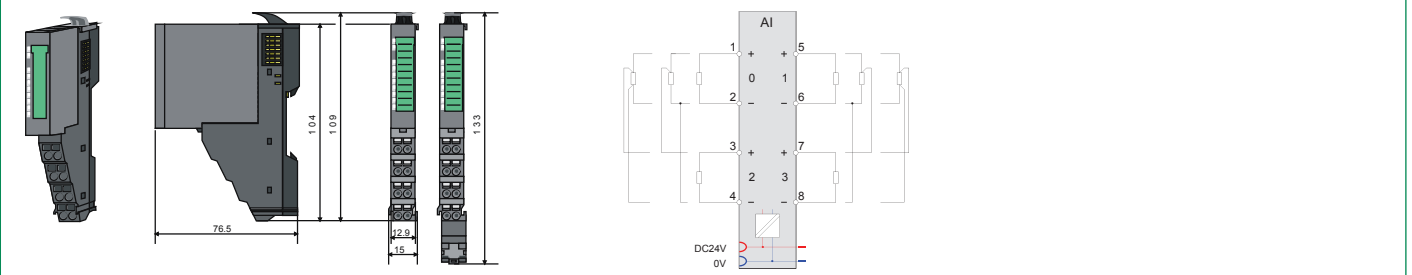 76.5
104
109
12.9
15
133
AI
1 + + 5
0 1
2 − − 6
3 + + 7
2 3
4 − − 8
DC24V
0V